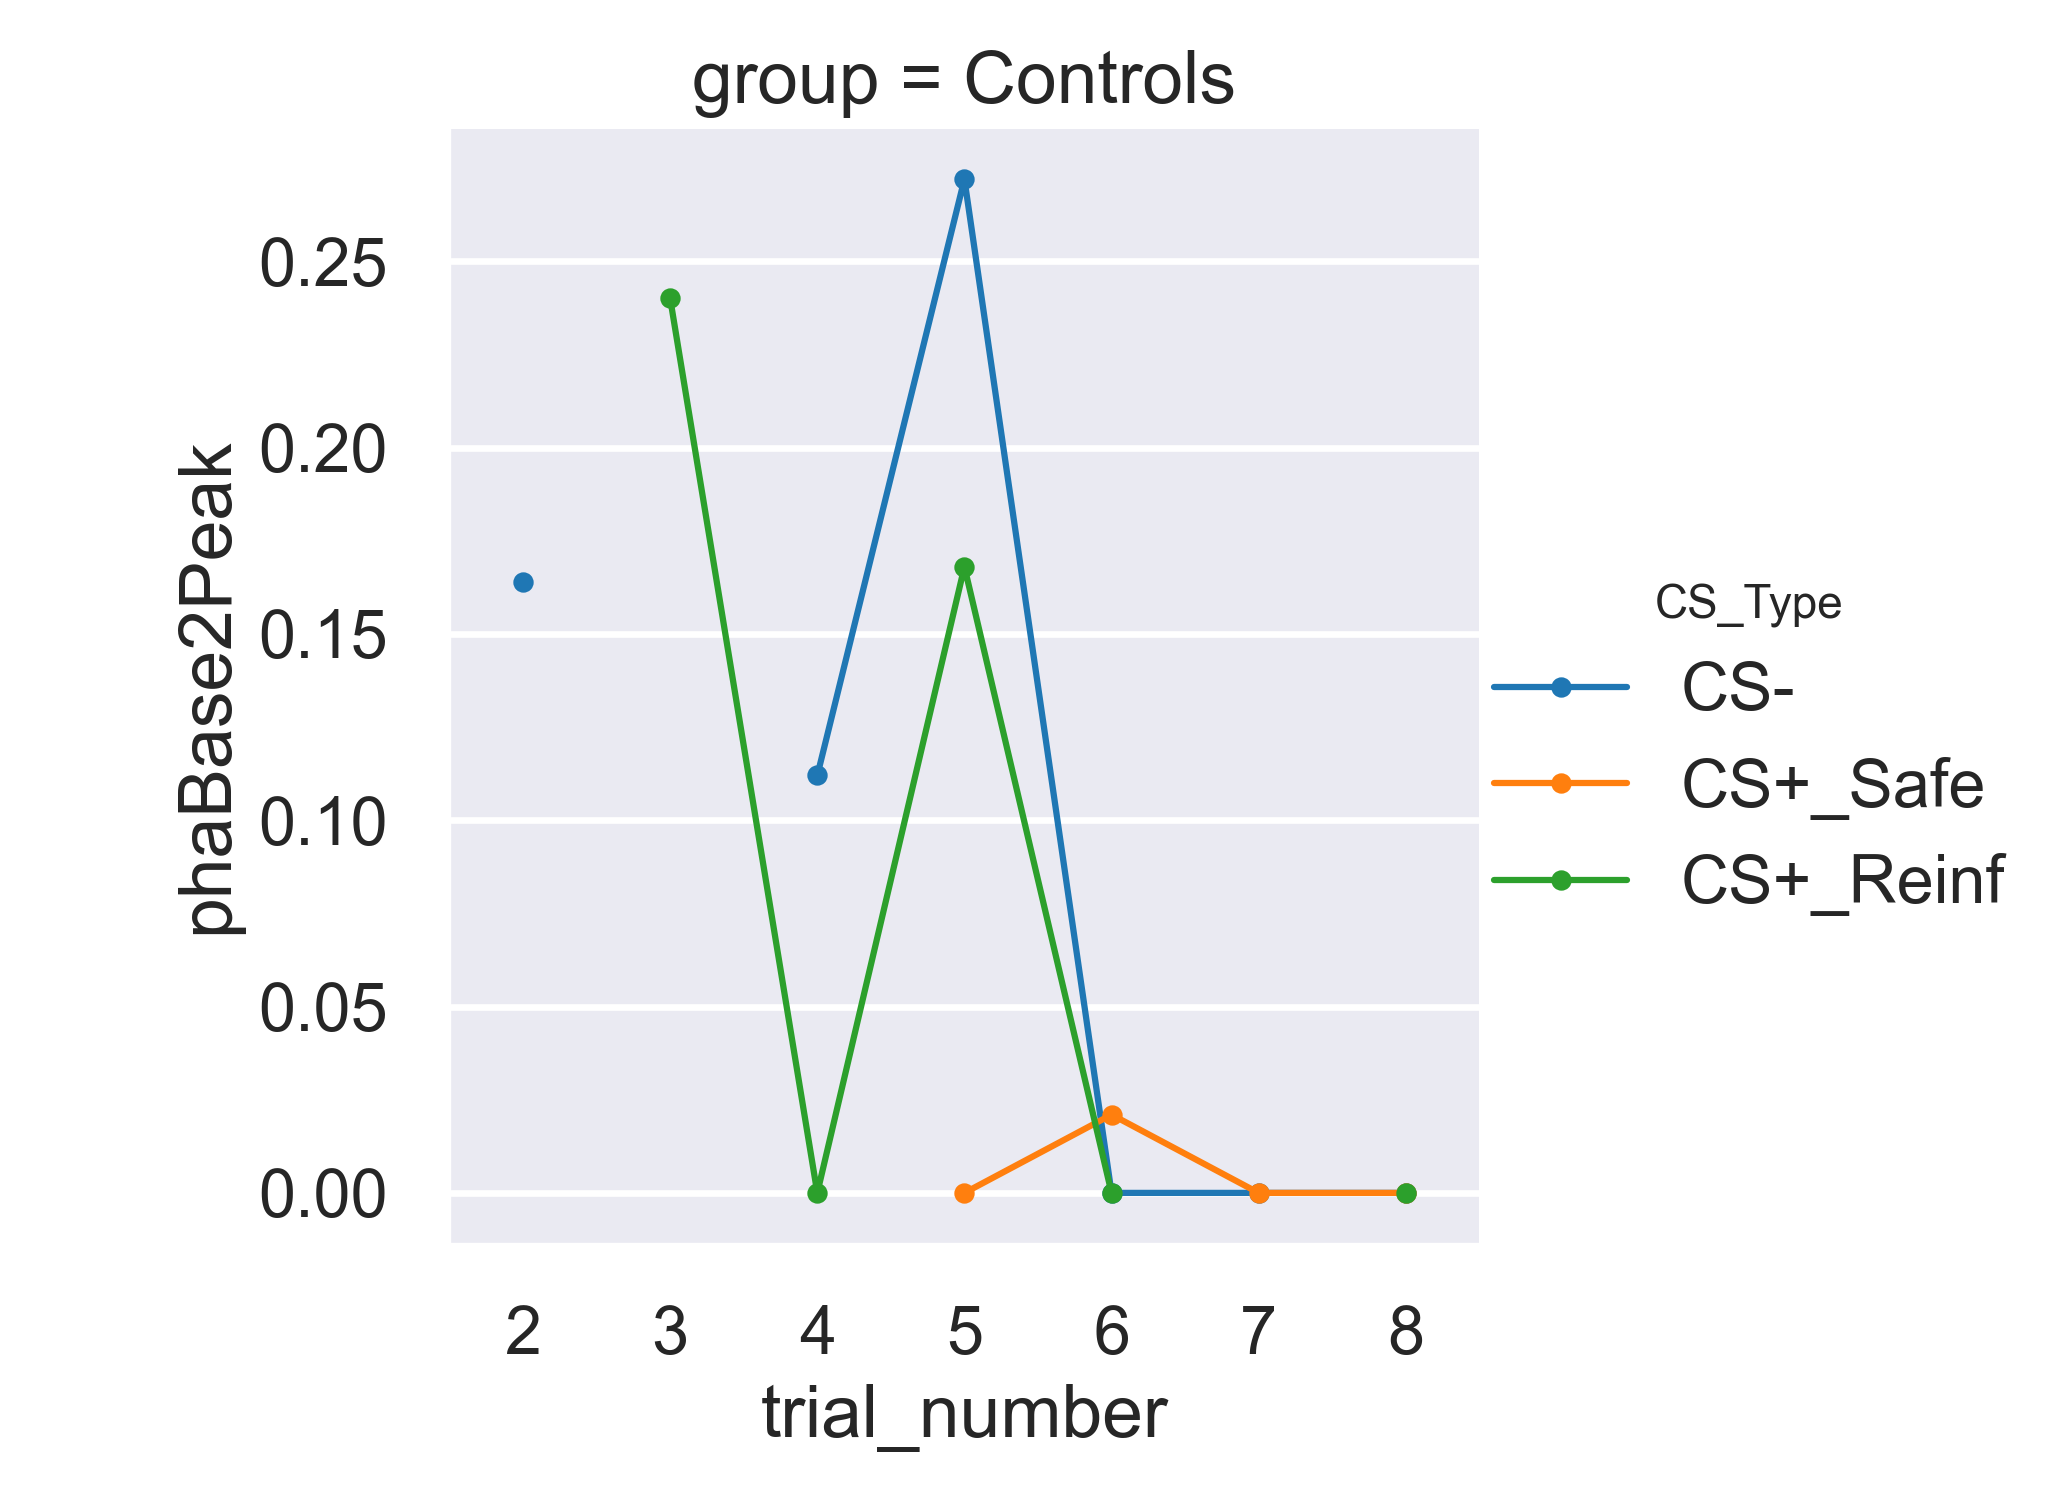 group = Controls
phaBase2Peak
0.25
0.20
0.15
0.10
0.05
0.00
2 3 4 5 6 7 8
trial_number
CS_Type
CS-
CS+_Safe
CS+_Reinf